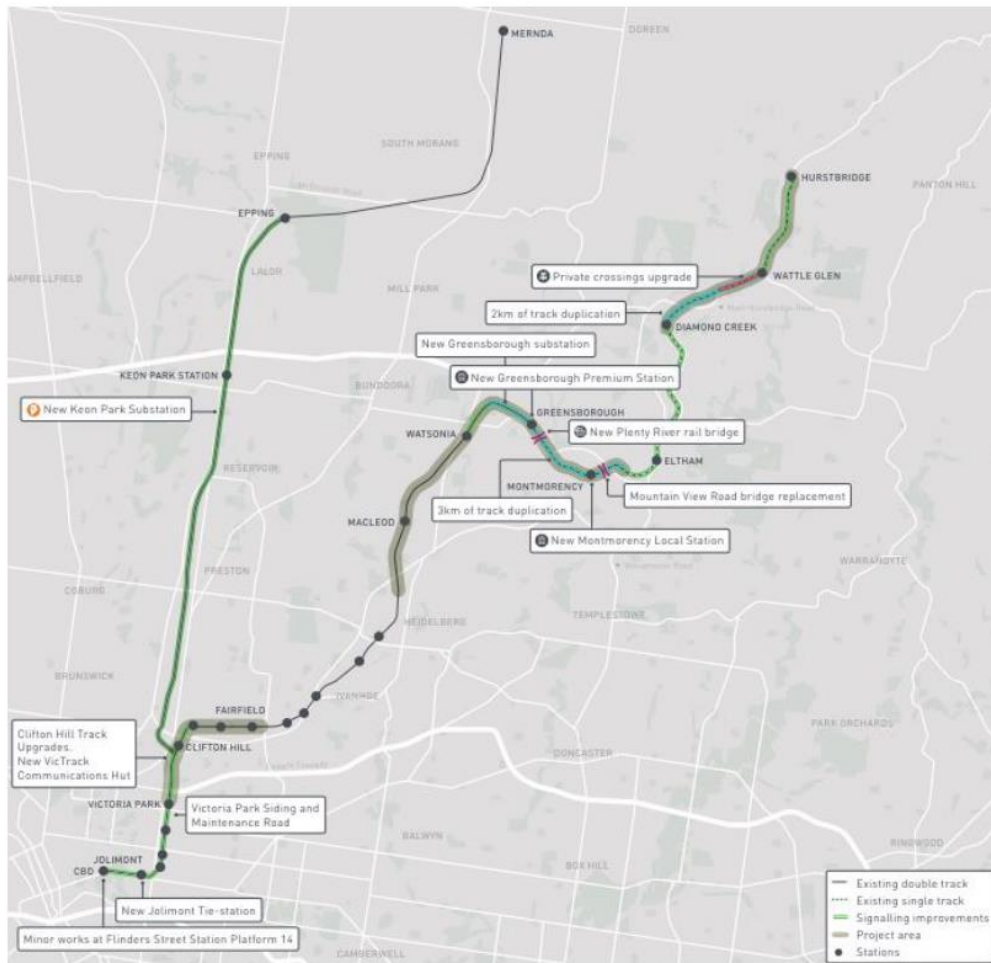 MERNDA
DOREEN
SOUTH MORANG
EPPING
HURSTBRIDGE
PANTON HILL
EPPING
WATTLE GLEN
LALOR
CAMPBELLFIELD
Private crossings upgrade
MILL PARK
2km of track duplication
DIAMOND CREEK
New Greensborough substation
KEON PARK STATION
New Greensborough Premium Station
BUNDOORA
New Keon Park Substation
GREENSBOROUGH
New Plenty River rail bridge
WATSONIA
ELTHAM
RESERVOIR
MONTMORENCY
Mountain View Road bridge replacement
3km of track duplication
MACLEOD
New Montmorency Local Station
WARRANDYTE
PRESTON
COBURG
TEMPLESTOWE
HEIDELBERG
BRUNSWICK
IVANHOE
FAIRFIELD
PARK ORCHARDS
Clifton Hill Track
Upgrades.
New VicTrack
Communications Hut
CLIFTON HILL
DONCASTER
VICTORIA PARK
Victoria Park Siding and
Maintenance Road
BALWYN
RINGWOOD
JOLIMONT
CBD
BOX HILL
New Jolimont Tie-station
Minor works at Flinders Street Station Platform 14
CAMBERWELL
Existing double track
Existing single track
Signalling improvements
Project area
Stations